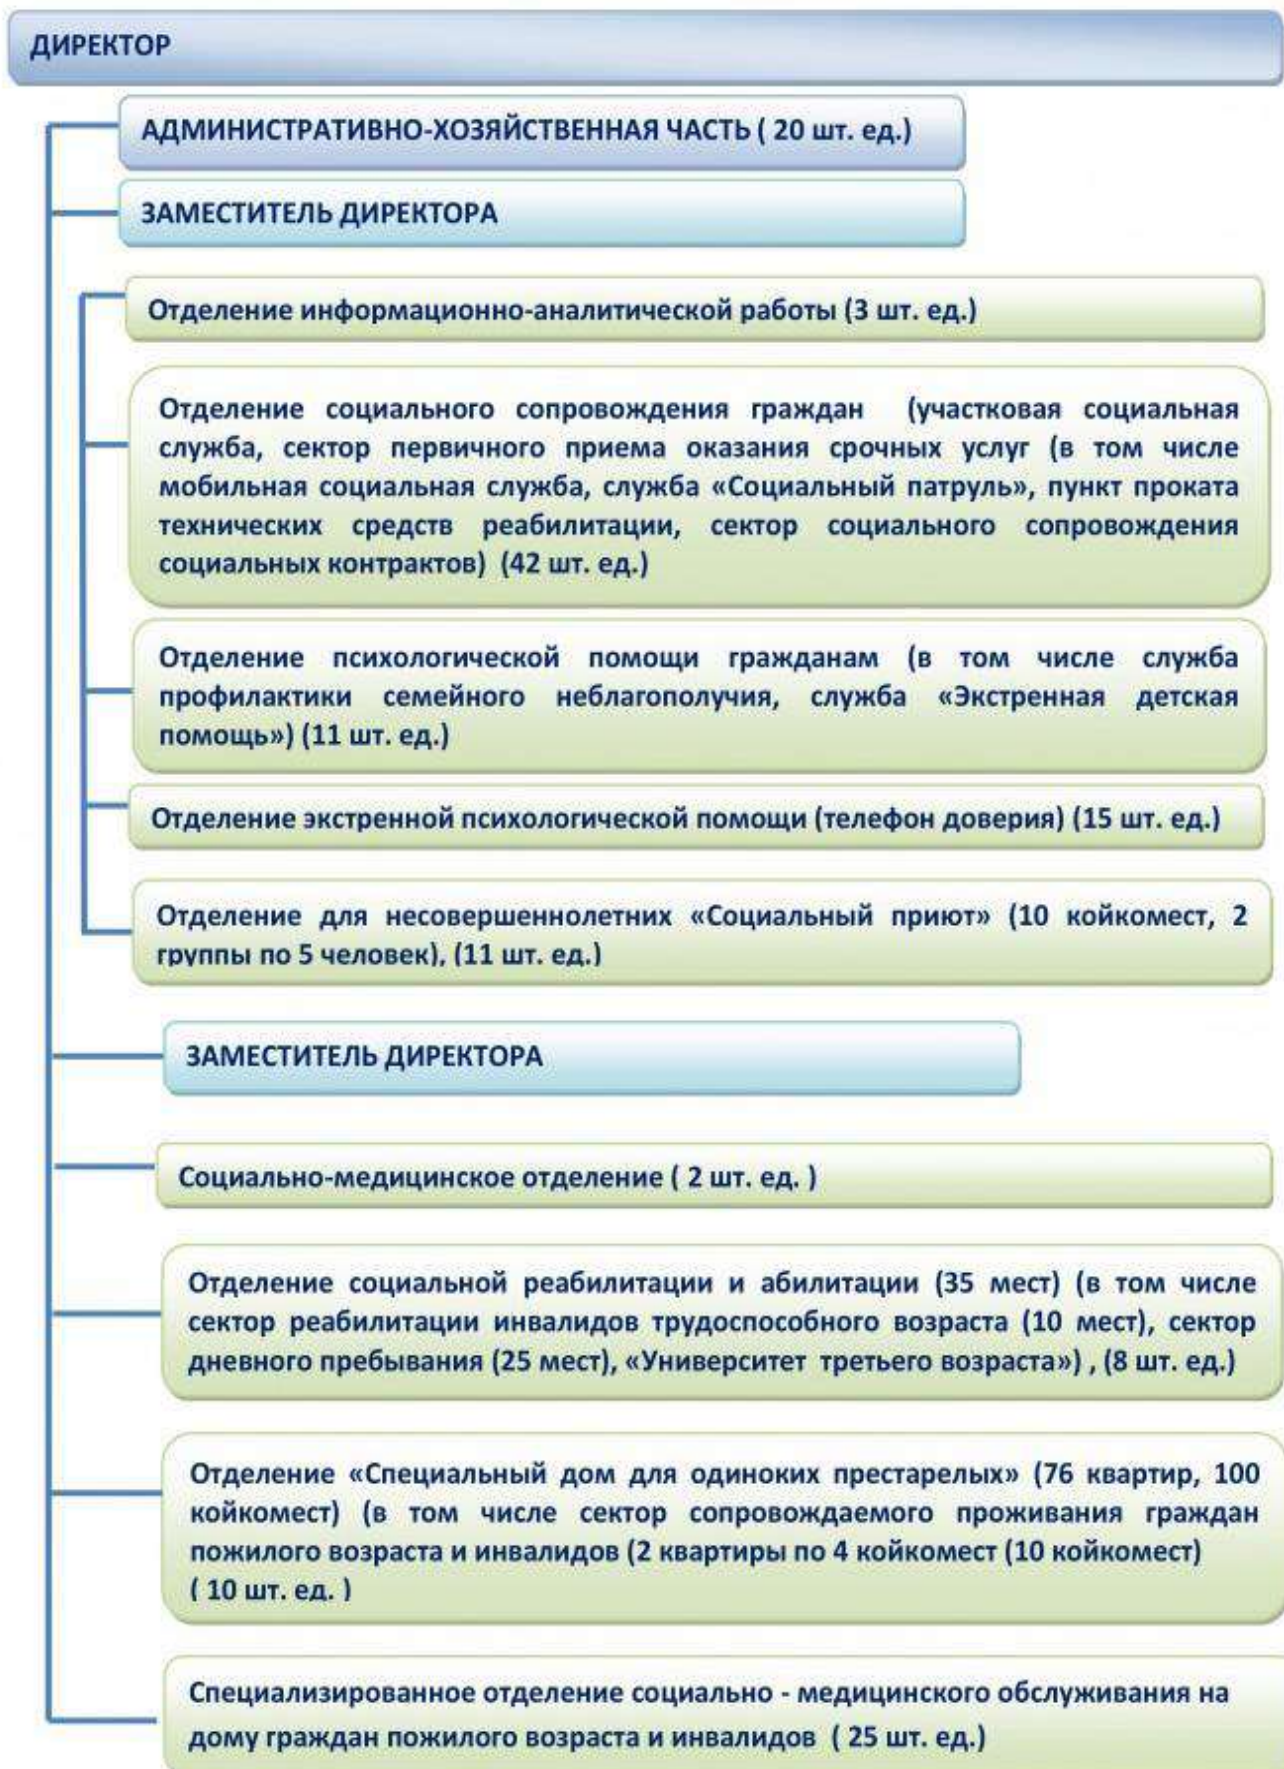 ДИРЕКТОР
АДМИНИСТРАТИВНО-ХОЗЯЙСТВЕННАЯ ЧАСТЬ ( 20 шт. ед.)
ЗАМЕСТИТЕЛЬ ДИРЕКТОРА
Отделение информационно-аналитической работы (3 шт. ед.)
Отделение социального сопровождения граждан (участковая социальная
служба, сектор первичного приема оказания срочных услуг (в том числе
мобильная социальная служба, служба «Социальный патруль», пункт проката
технических средств реабилитации, сектор социального сопровождения
социальных контрактов) (42 шт. ед.)
Отделение психологической помощи гражданам (в том числе служба
профилактики семейного неблагополучия, служба «Экстренная детская
помощь») (11 шт. ед.)
Отделение экстренной психологической помощи (телефон доверия) (15 шт. ед.)
Отделение для несовершеннолетних «Социальный приют» (10 койкомест, 2
группы по 5 человек), (11 шт. ед.)
ЗАМЕСТИТЕЛЬ ДИРЕКТОРА
Социально-медицинское отделение ( 2 шт. ед. )
Отделение социальной реабилитации и абилитации (35 мест) (в том числе
сектор реабилитации инвалидов трудоспособного возраста (10 мест), сектор
дневного пребывания (25 мест), «Университет третьего возраста») , (8 шт. ед.)
Отделение «Специальный дом для одиноких престарелых» (76 квартир, 100
койкомест) (в том числе сектор сопровождаемого проживания граждан
пожилого возраста и инвалидов (2 квартиры по 4 койкомест (10 койкомест)
( 10 шт. ед. )
Специализированное отделение социально - медицинского обслуживания на
дому граждан пожилого возраста и инвалидов ( 25 шт. ед.)